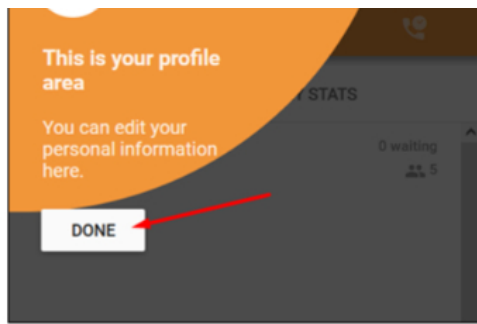 This is your profile
area
Y STATS
You can edit your
personal information
here.
0 waiting
5
DONE